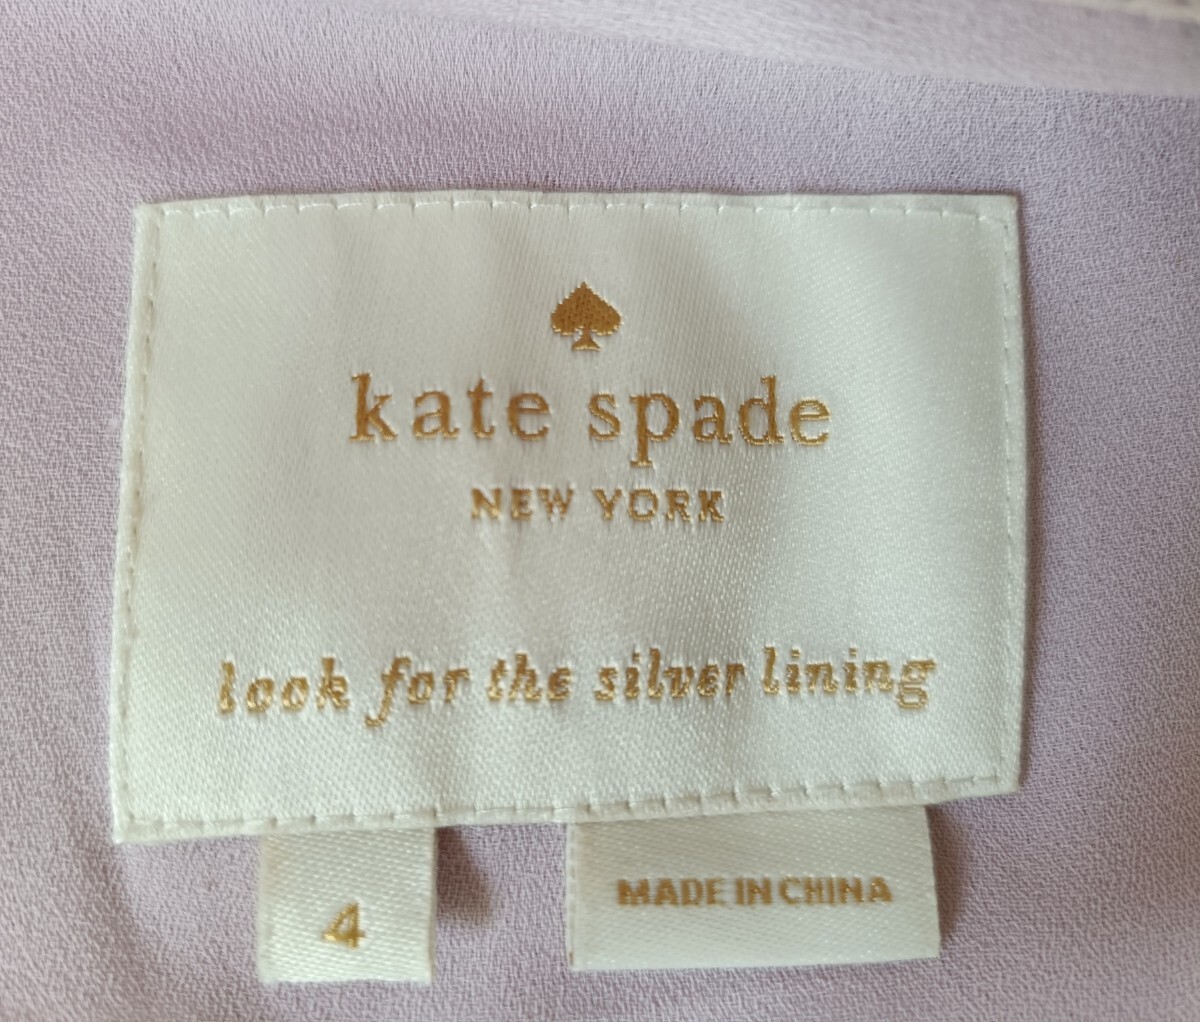 kate spade
NEW YORK
look for the silver lining
4
MADE IN CHINA